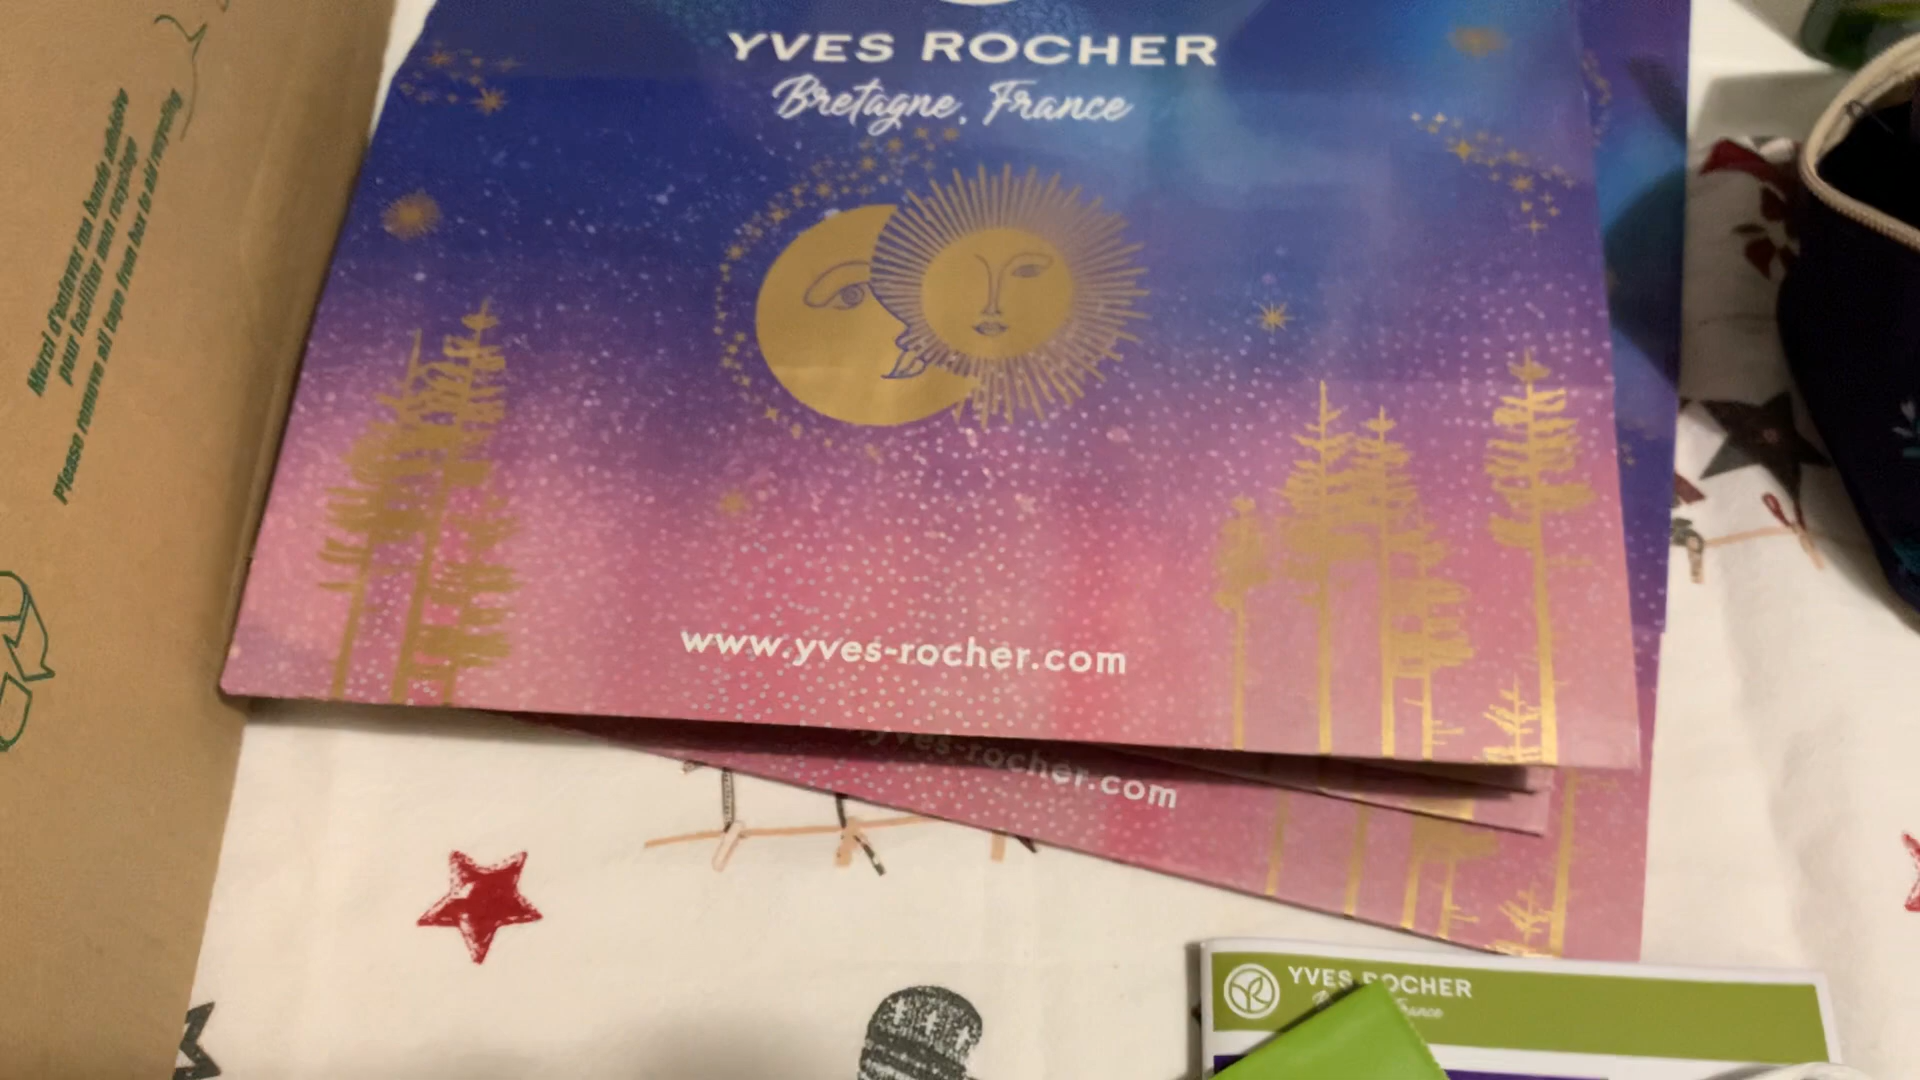 Merci d'enlever ma bande adhésive
pour faciliter mon recyclage
Please remove all tape from box to aid recycling
YVES ROCHER
Bretagne, France
www.yves-rocher.com
yves-rocher.com
YVES ROCHER